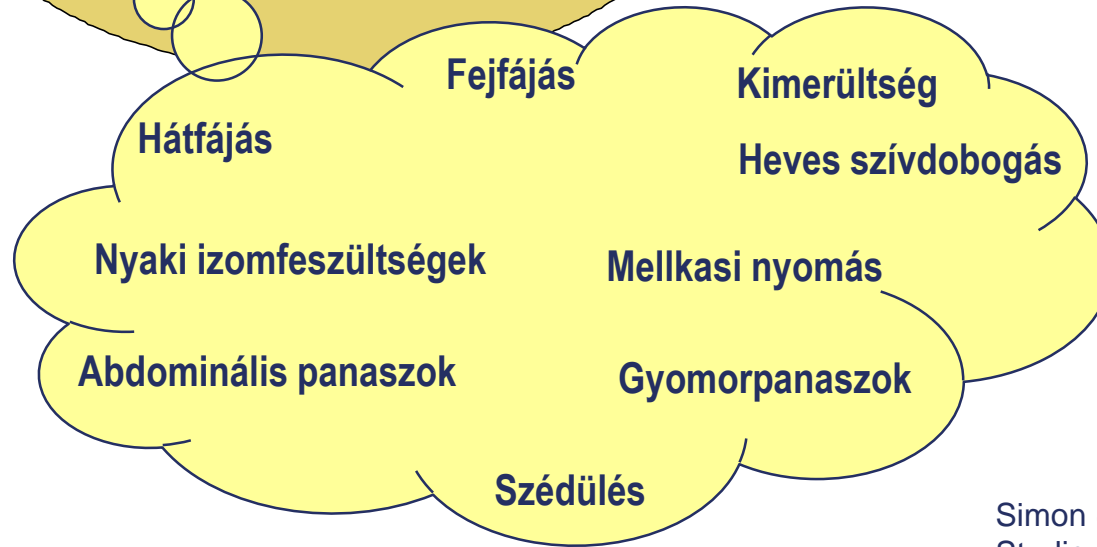 Fejfájás
Kimerültség
Hátfájás
Heves szívdobogás
Nyaki izomfeszültségek
Mellkasi nyomás
Abdominális panaszok
Gyomorpanaszok
Szédülés
Simon